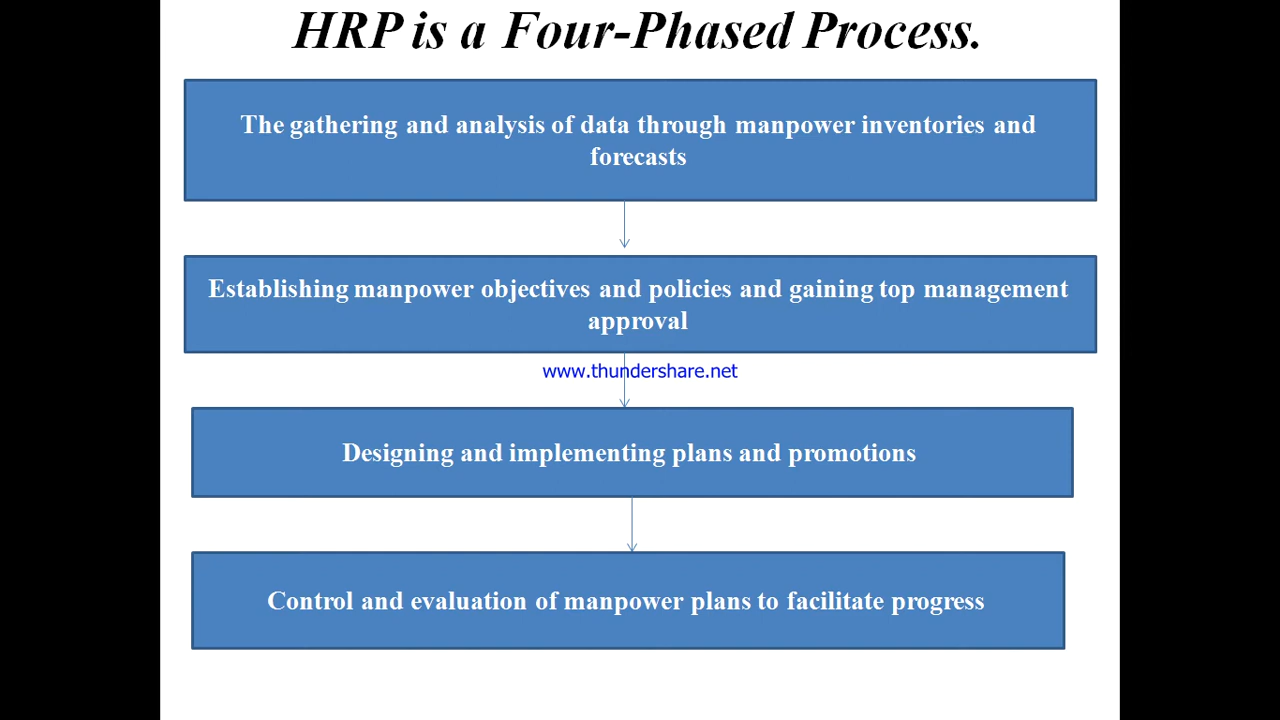 HRP is a Four-Phased Process.
The gathering and analysis of data through manpower inventories and
forecasts
Establishing manpower objectives and policies and gaining top management
approval
www.thundershare.net
Designing and implementing plans and promotions
Control and evaluation of manpower plans to facilitate progress